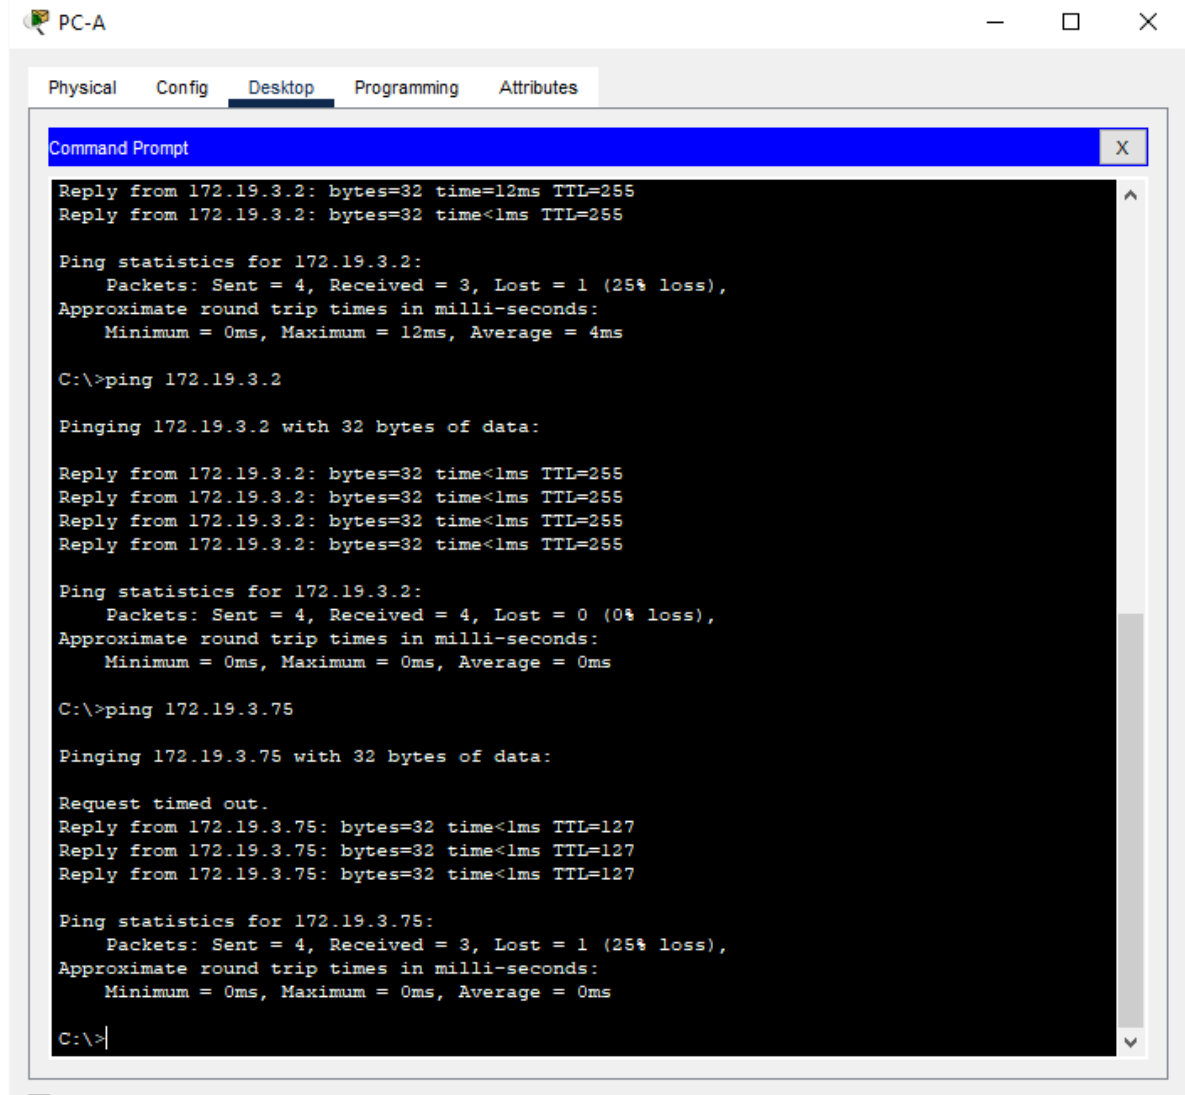 PC-A
Physical Config Desktop Programming Attributes
Command Prompt X
Reply from 172.19.3.2: bytes=32 time=12ms TTL=255
Reply from 172.19.3.2: bytes=32 time<1ms TTL=255
Ping statistics for 172.19.3.2:
Packets: Sent = 4, Received = 3, Lost = 1 (25% loss),
Approximate round trip times in milli-seconds:
Minimum = 0ms, Maximum = 12ms, Average = 4ms
C:\>ping 172.19.3.2
Pinging 172.19.3.2 with 32 bytes of data:
Reply from 172.19.3.2: bytes=32 time<1ms TTL=255
Reply from 172.19.3.2: bytes=32 time<1ms TTL=255
Reply from 172.19.3.2: bytes=32 time<1ms TTL=255
Reply from 172.19.3.2: bytes=32 time<1ms TTL=255
Ping statistics for 172.19.3.2:
Packets: Sent = 4, Received = 4, Lost = 0 (0% loss),
Approximate round trip times in milli-seconds:
Minimum = 0ms, Maximum = 0ms, Average = 0ms
C:\>ping 172.19.3.75
Pinging 172.19.3.75 with 32 bytes of data:
Request timed out.
Reply from 172.19.3.75: bytes=32 time<1ms TTL=127
Reply from 172.19.3.75: bytes=32 time<1ms TTL=127
Reply from 172.19.3.75: bytes=32 time<1ms TTL=127
Ping statistics for 172.19.3.75:
Packets: Sent = 4, Received = 3, Lost = 1 (25% loss),
Approximate round trip times in milli-seconds:
Minimum = 0ms, Maximum = 0ms, Average = 0ms
C:\>